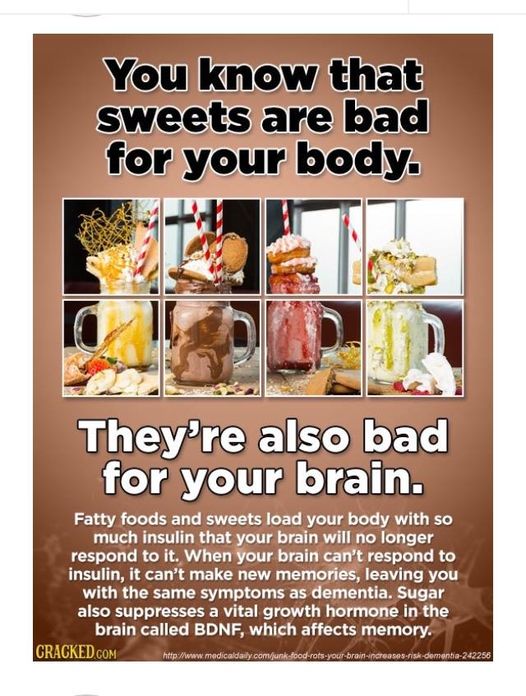 You know that
sweets are bad
for your body.
They're also bad
for your brain.
Fatty foods and sweets load your body with so
much insulin that your brain will no longer
respond to it. When your brain can't respond to
insulin, it can't make new memories, leaving you
with the same symptoms as dementia. Sugar
also suppresses a vital growth hormone in the
brain called BDNF, which affects memory.
CRACKED.COM
http://www.medicaldaily.com/junk-food-rots-your-brain-increases-risk-dementia-242256